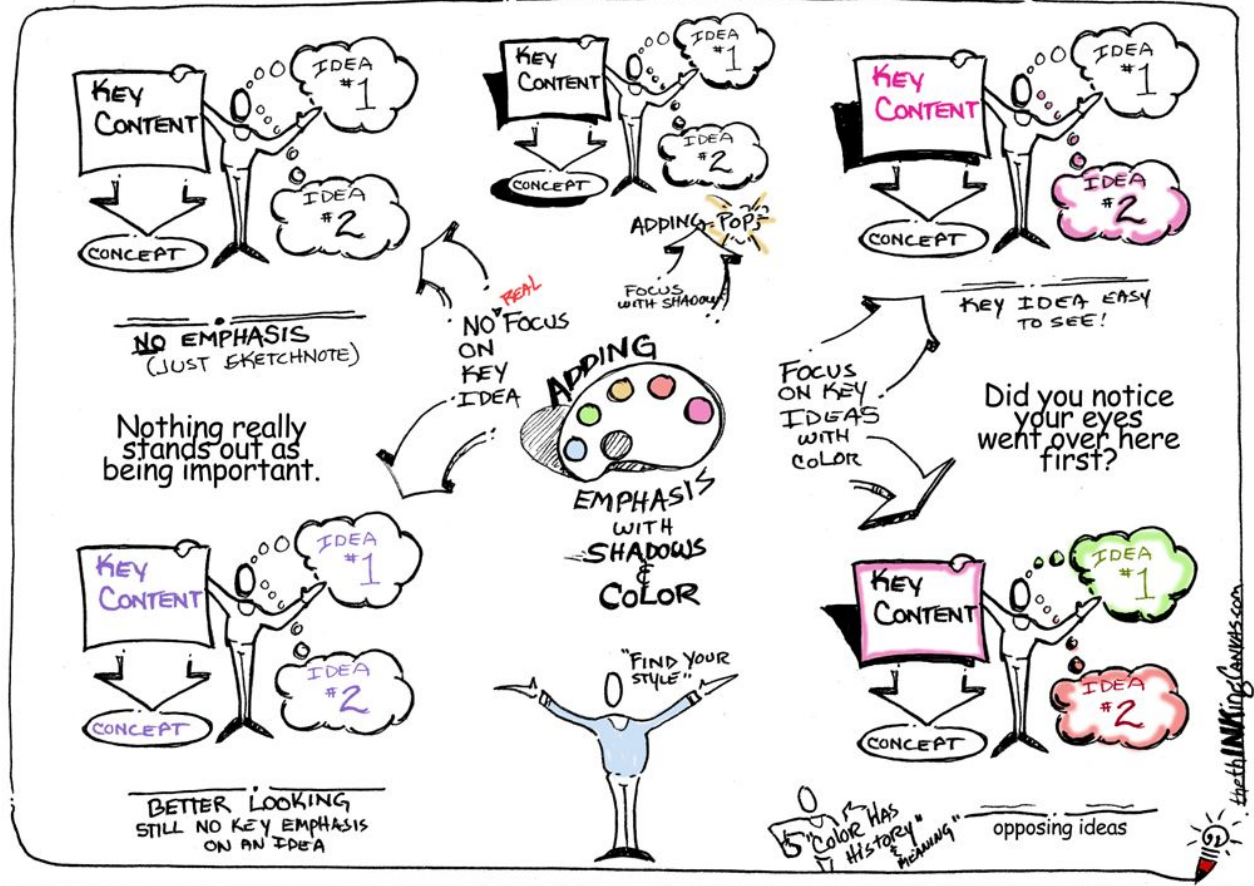 KEY
CONTENT
IDEA
#1
IDEA
#2
CONCEPT
NO EMPHASIS
(JUST SKETCHNOTE)
Nothing really
stands out as
being important.
KEY
CONTENT
IDEA
#1
IDEA
#2
CONCEPT
ADDING POP
FOCUS
WITH SHADOW
KEY
CONTENT
IDEA
#1
IDEA
#2
CONCEPT
KEY IDEA EASY
TO SEE!
REAL
NO FOCUS
ON
KEY
IDEA
ADDING
EMPHASIS
WITH
SHADOWS
&
COLOR
FOCUS
ON KEY
IDEAS
WITH
COLOR
Did you notice
your eyes
went over here
first?
KEY
CONTENT
IDEA
#1
IDEA
#2
CONCEPT
BETTER LOOKING
STILL NO KEY EMPHASIS
ON AN IDEA
"FIND YOUR
STYLE"
KEY
CONTENT
IDEA
#1
IDEA
#2
CONCEPT
opposing ideas
"COLOR HAS
HISTORY"
& MEANING"
thethINKingCANVAS.com